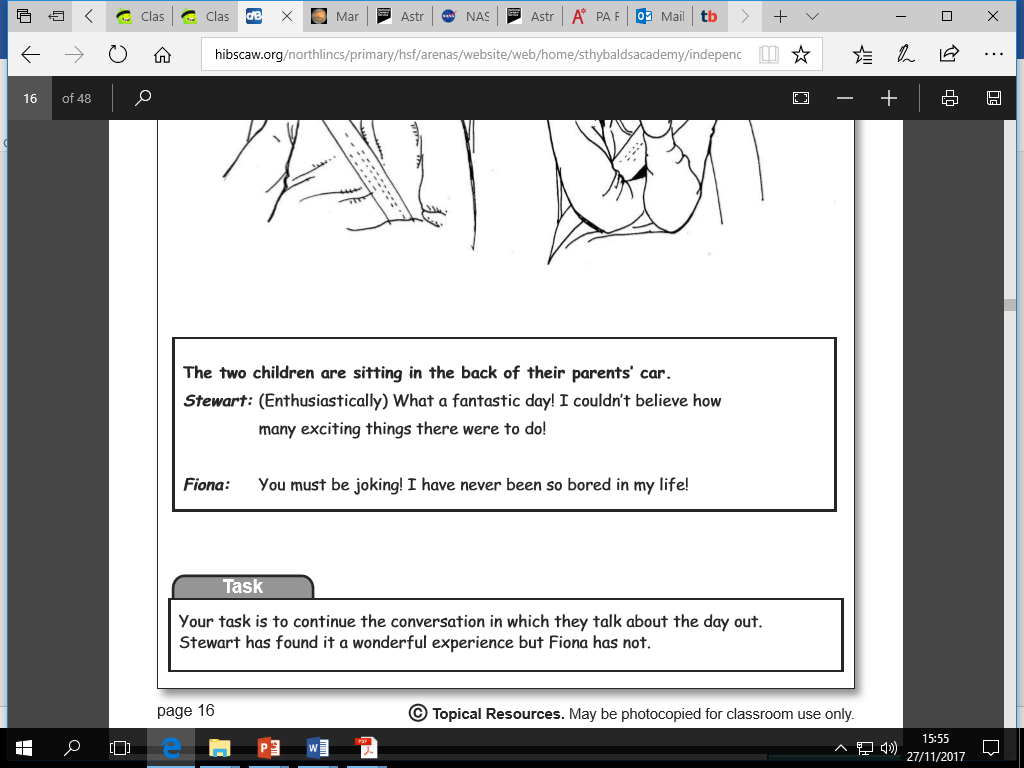 Clas
Clas
Mar
Astr
NAS
Astr
PA F
Mail
tb
hibscaw.org/northlincs/primary/hsf/arenas/website/web/home/sthybaldsacademy/independ
16 of 48
The two children are sitting in the back of their parents' car.
Stewart: (Enthusiastically) What a fantastic day! I couldn't believe how
many exciting things there were to do!
Fiona: You must be joking! I have never been so bored in my life!
Task
Your task is to continue the conversation in which they talk about the day out.
Stewart has found it a wonderful experience but Fiona has not.
page 16
© Topical Resources. May be photocopied for classroom use only.
15:55
27/11/2017